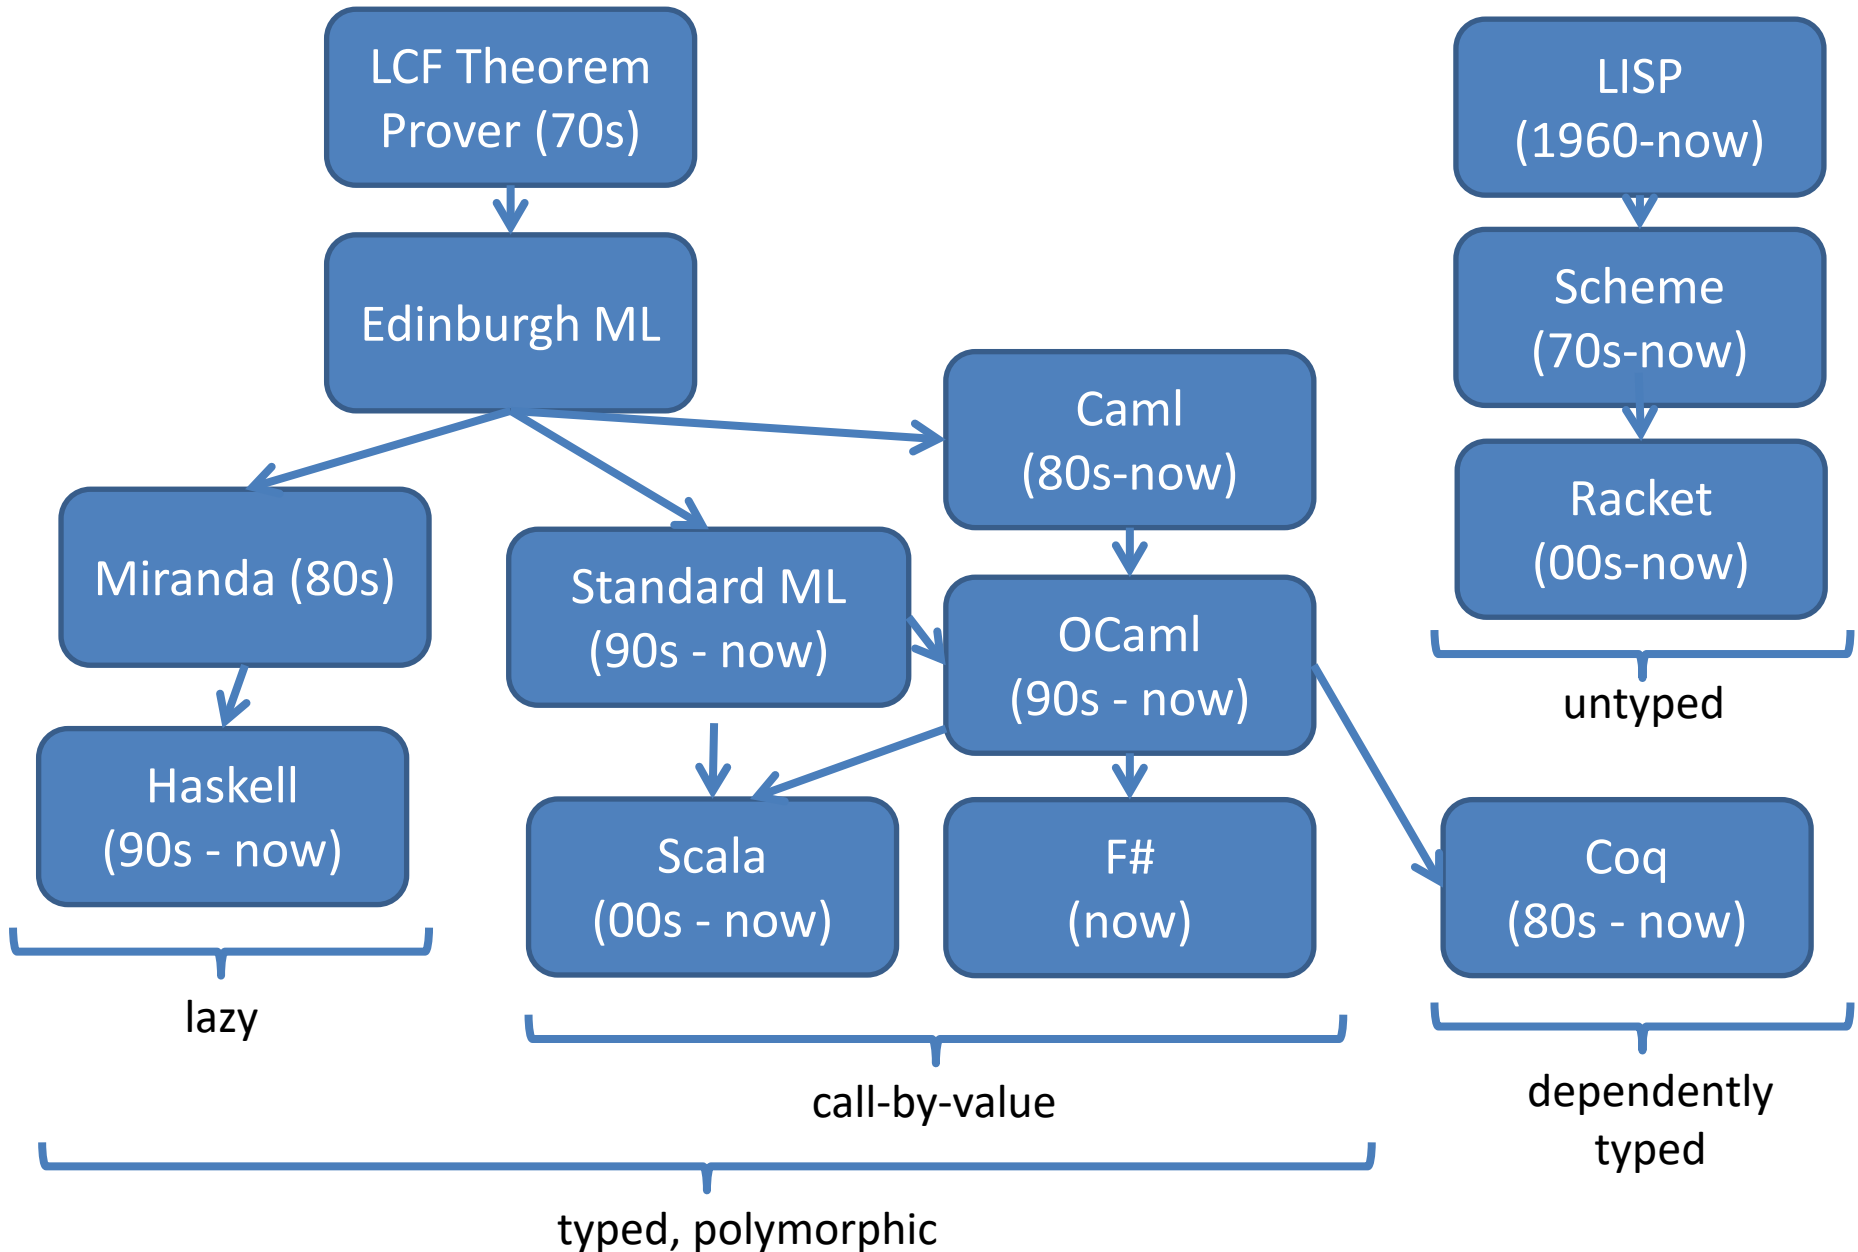 LCF Theorem
Prover (70s)
LISP
(1960-now)
Edinburgh ML
Scheme
(70s-now)
Caml
(80s-now)
Racket
(00s-now)
Miranda (80s)
Standard ML
(90s - now)
OCaml
(90s - now)
untyped
Haskell
(90s - now)
Scala
(00s - now)
F#
(now)
Coq
(80s - now)
lazy
call-by-value
dependently
typed
typed, polymorphic